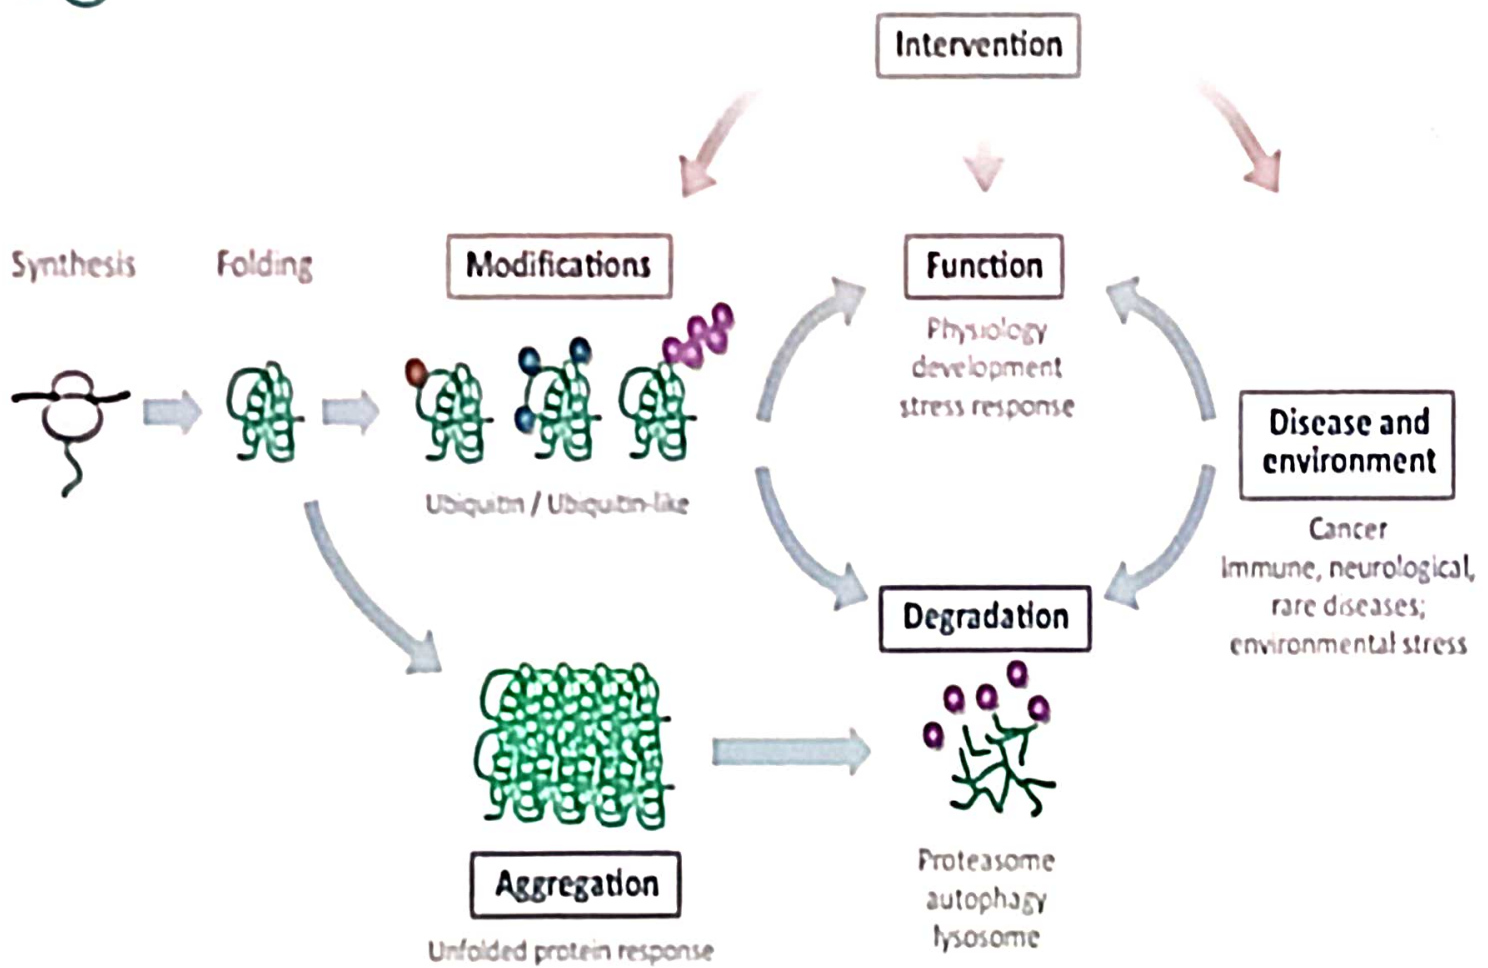 Intervention
Synthesis
Folding
Modifications
Function
Physiology
development
stress response
Disease and
environment
Ubiquitin / Ubiquitin-like
Cancer
Immune, neurological,
rare diseases;
environmental stress
Degradation
Aggregation
Unfolded protein response
Proteasome
autophagy
lysosome